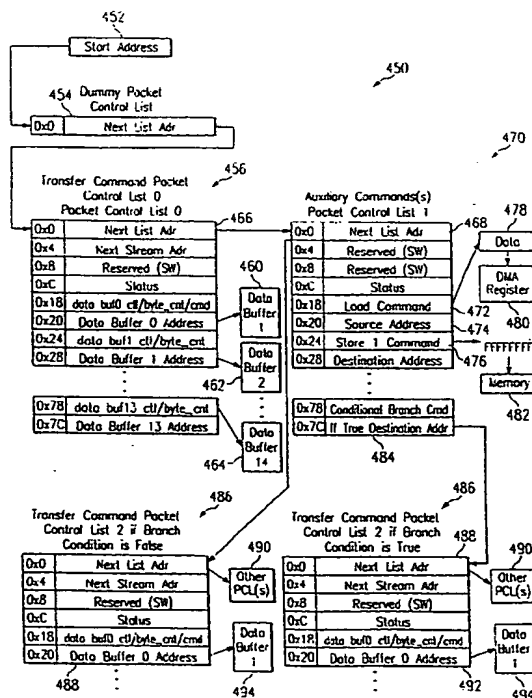 452
Start Address
450
454
Dummy Packet
Control List
0x0 Next List Adr
470
Transfer Command Packet
Control List 0
Packet Control List 0
456
466
0x0 Next List Adr
0x4 Next Stream Adr
0x8 Reserved (SW)
0xC Status
0x18 data buf0 ctl/byte_cnt/cmd
0x20 Data Buffer 0 Address
0x24 data buf1 ctl/byte_cnt
0x28 Data Buffer 1 Address
0x78 data buf13 ctl/byte_cnt
0x7C Data Buffer 13 Address
460
Data Buffer 1
462
Data Buffer 2
464
Data Buffer 14
Auxiliary Commands(s)
Packet Control List 1
468
0x0 Next List Adr
0x4 Reserved (SW)
0x8 Reserved (SW)
0xC Status
0x18 Load Command
0x20 Source Address
0x24 Store 1 Command
0x28 Destination Address
0x78 Conditional Branch Cmd
0x7C If True Destination Addr
472
474
476
484
478
Data
DMA Register
480
FFFFFFFF
Memory
482
486
Transfer Command Packet
Control List 2 if Branch
Condition is False
0x0 Next List Adr
0x4 Next Stream Adr
0x8 Reserved (SW)
0xC Status
0x18 data buf0 ctl/byte_cnt/cmd
0x20 Data Buffer 0 Address
488
490
Other PCL(s)
Data Buffer 1
494
486
Transfer Command Packet
Control List 2 if Branch
Condition is True
488
0x0 Next List Adr
0x4 Next Stream Adr
0x8 Reserved (SW)
0xC Status
0x18 data buf0 ctl/byte_cnt/cmd
0x20 Data Buffer 0 Address
492
490
Other PCL(s)
Data Buffer 1
494